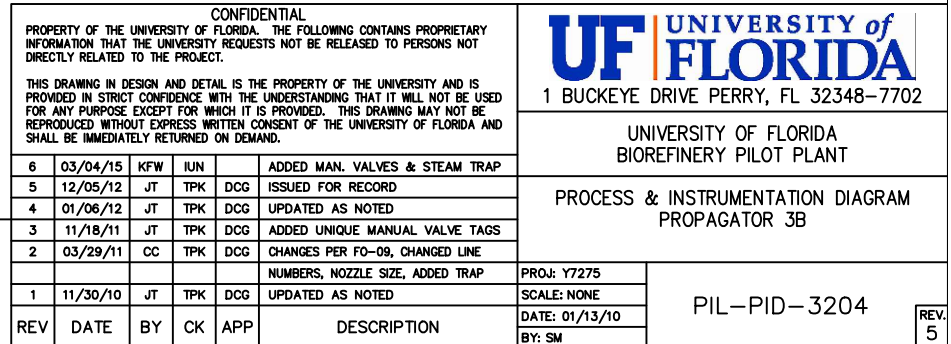 CONFIDENTIAL
PROPERTY OF THE UNIVERSITY OF FLORIDA. THE FOLLOWING CONTAINS PROPRIETARY
INFORMATION THAT THE UNIVERSITY REQUESTS NOT BE RELEASED TO PERSONS NOT
DIRECTLY RELATED TO THE PROJECT.
THIS DRAWING IN DESIGN AND DETAIL IS THE PROPERTY OF THE UNIVERSITY AND IS
PROVIDED IN STRICT CONFIDENCE WITH THE UNDERSTANDING THAT IT WILL NOT BE USED
FOR ANY PURPOSE EXCEPT FOR WHICH IT IS PROVIDED. THIS DRAWING MAY NOT BE
REPRODUCED WITHOUT EXPRESS WRITTEN CONSENT OF THE UNIVERSITY OF FLORIDA AND
SHALL BE IMMEDIATELY RETURNED ON DEMAND.
6 03/04/15 KFW IUN ADDED MAN. VALVES & STEAM TRAP
5 12/05/12 JT TPK DCG ISSUED FOR RECORD
4 01/06/12 JT TPK DCG UPDATED AS NOTED
3 11/18/11 JT TPK DCG ADDED UNIQUE MANUAL VALVE TAGS
2 03/29/11 CC TPK DCG CHANGES PER FO-09, CHANGED LINE
NUMBERS, NOZZLE SIZE, ADDED TRAP
1 11/30/10 JT TPK DCG UPDATED AS NOTED
REV DATE BY CK APP DESCRIPTION
UF UNIVERSITY of
FLORIDA
1 BUCKEYE DRIVE PERRY, FL 32348-7702
UNIVERSITY OF FLORIDA
BIOREFINERY PILOT PLANT
PROCESS & INSTRUMENTATION DIAGRAM
PROPAGATOR 3B
PROJ: Y7275
SCALE: NONE
DATE: 01/13/10
BY: SM
PIL-PID-3204
REV.
5